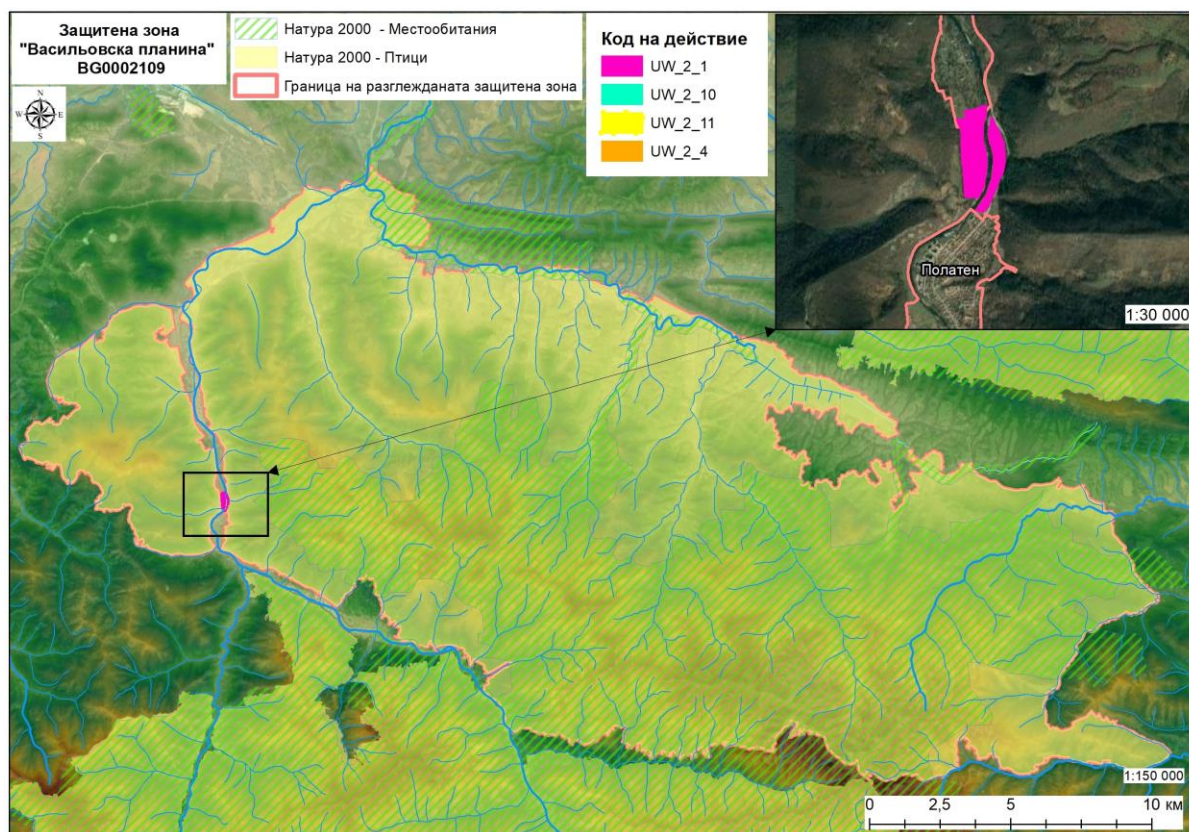 Защитена зона
"Васильовска планина"
BG0002109
Натура 2000 - Местообитания
Натура 2000 - Птици
Граница на разглежданата защитена зона
N
W E
S
Код на действие
UW_2_1
UW_2_10
UW_2_11
UW_2_4
Полатен
1:30 000
1:150 000
0 2,5 5 10 км